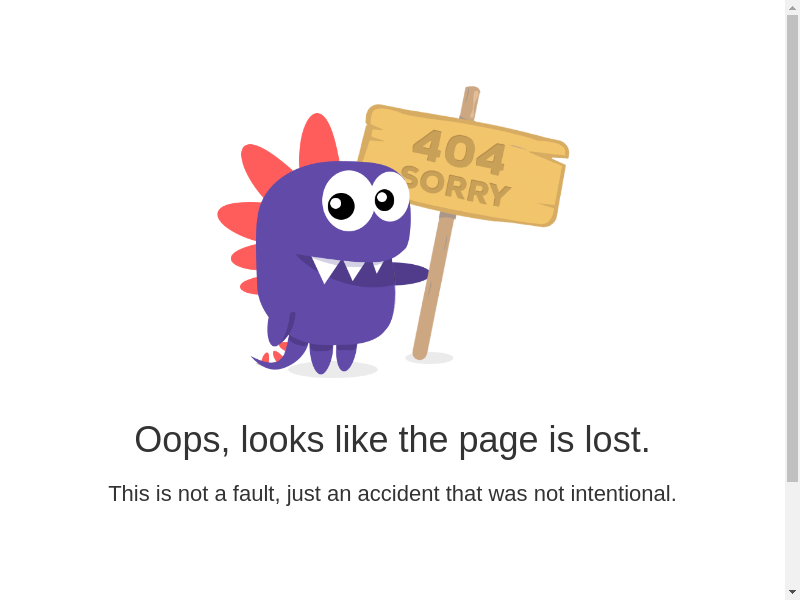 404
SORRY
Oops, looks like the page is lost.
This is not a fault, just an accident that was not intentional.